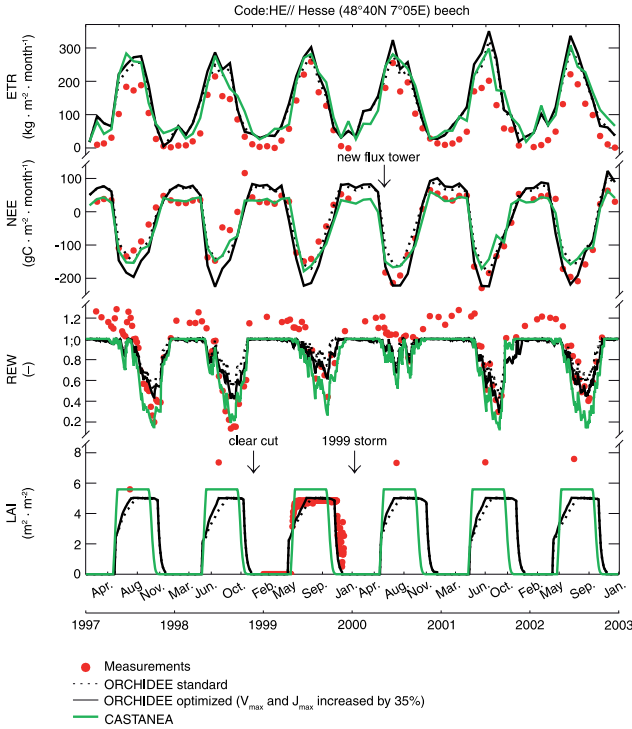 Code:HE// Hesse (48°40N 7°05E) beech
ETR
(kg · m⁻² · month⁻¹)
300
200
100
0
new flux tower
NEE
(gC · m⁻² · month⁻¹)
100
0
-100
-200
REW
(–)
1.2
1.0
0.8
0.6
0.4
0.2
clear cut
1999 storm
LAI
(m² · m⁻²)
8
6
4
2
0
Apr. Aug. Nov. Mar. Jun. Oct. Feb. May Sep. Jan Apr. Aug. Nov. Mar. Jun. Oct. Feb. May Sep. Jan.
1997 1998 1999 2000 2001 2002 2003
Measurements
ORCHIDEE standard
ORCHIDEE optimized (Vmax and Jmax increased by 35%)
CASTANEA